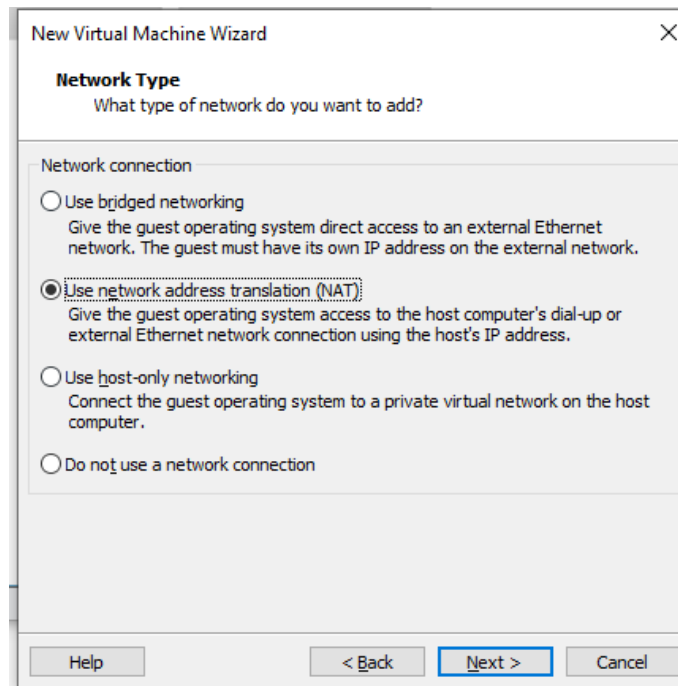 New Virtual Machine Wizard
Network Type
What type of network do you want to add?
Network connection
Use bridged networking
Give the guest operating system direct access to an external Ethernet
network. The guest must have its own IP address on the external network.
Use network address translation (NAT)
Give the guest operating system access to the host computer's dial-up or
external Ethernet network connection using the host's IP address.
Use host-only networking
Connect the guest operating system to a private virtual network on the host
computer.
Do not use a network connection
Help < Back Next > Cancel